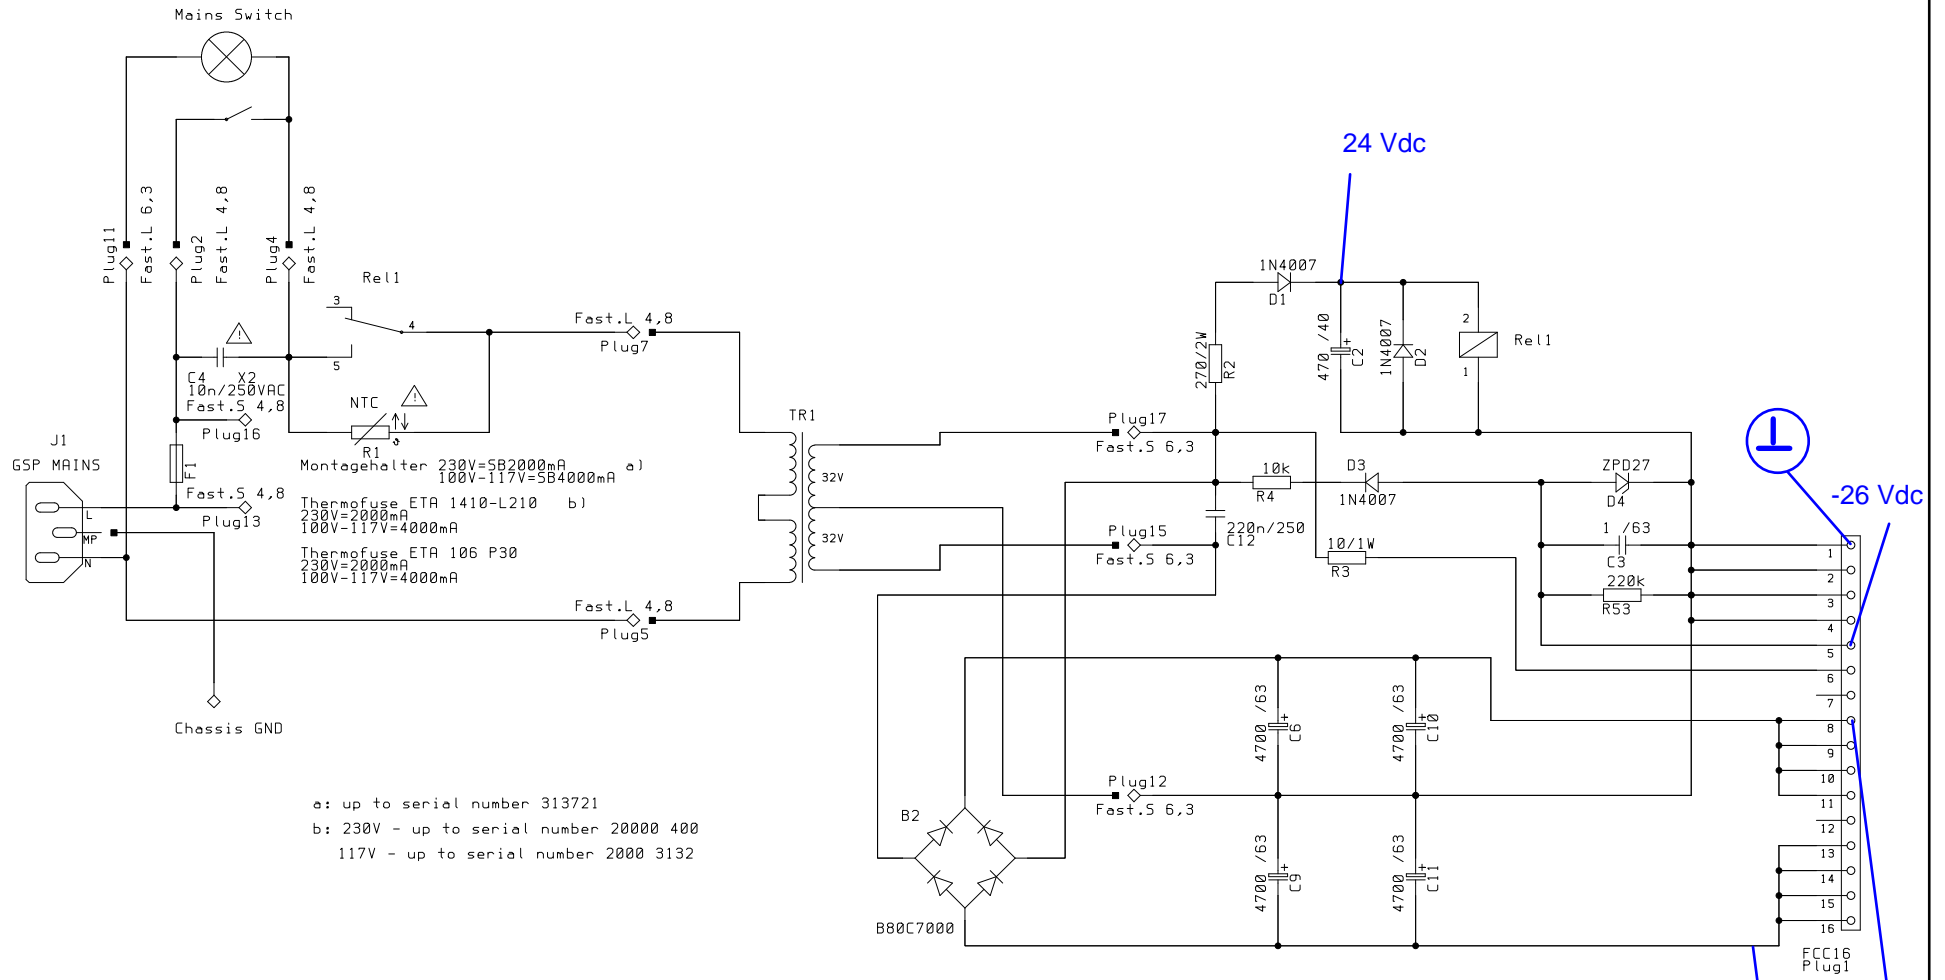 Mains Switch
24 Vdc
Plug11
Fast.L 6,3
Plug2
Fast.L 4,8
Plug4
Fast.L 4,8
Rel1
3
4
5
1N4007
D1
Fast.L 4,8
Plug7
270/2W
R2
470 /40
+
C2
1N4007
D2
2
1
Rel1
!
C4 X2
10n/250VAC
Fast.S 4,8
Plug16
NTC
!
R1
TR1
Plug17
Fast.S 6,3
J1
GSP MAINS
F1
Montagehalter 230V=SB2000mA a)
100V-117V=SB4000mA
Thermofuse ETA 1410-L210 b)
230V=2000mA
100V-117V=4000mA
Thermofuse ETA 106 P30
230V=2000mA
100V-117V=4000mA
Fast.S 4,8
Plug13
L
MP
N
32V
32V
10k
R4
D3
1N4007
ZPD27
D4
-26 Vdc
220n/250
C12
Plug15
Fast.S 6,3
10/1W
R3
1 /63
C3
220k
R53
Fast.L 4,8
Plug5
Chassis GND
1
2
3
4
5
6
7
8
9
10
11
12
13
14
15
16
4700 /63
+
C6
4700 /63
+
C10
Plug12
Fast.S 6,3
a: up to serial number 313721
b: 230V - up to serial number 20000 400
117V - up to serial number 2000 3132
B2
4700 /63
+
C9
4700 /63
+
C11
B80C7000
FCC16
Plug1